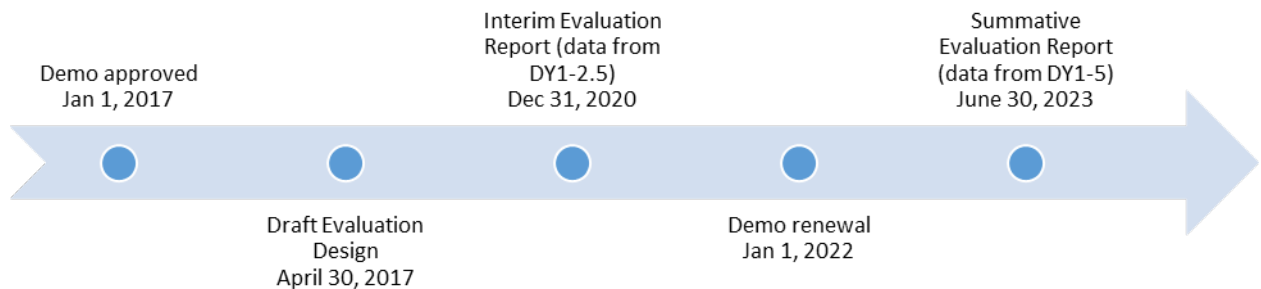 Demo approved
Jan 1, 2017
Draft Evaluation
Design
April 30, 2017
Interim Evaluation
Report (data from
DY1-2.5)
Dec 31, 2020
Demo renewal
Jan 1, 2022
Summative
Evaluation Report
(data from DY1-5)
June 30, 2023